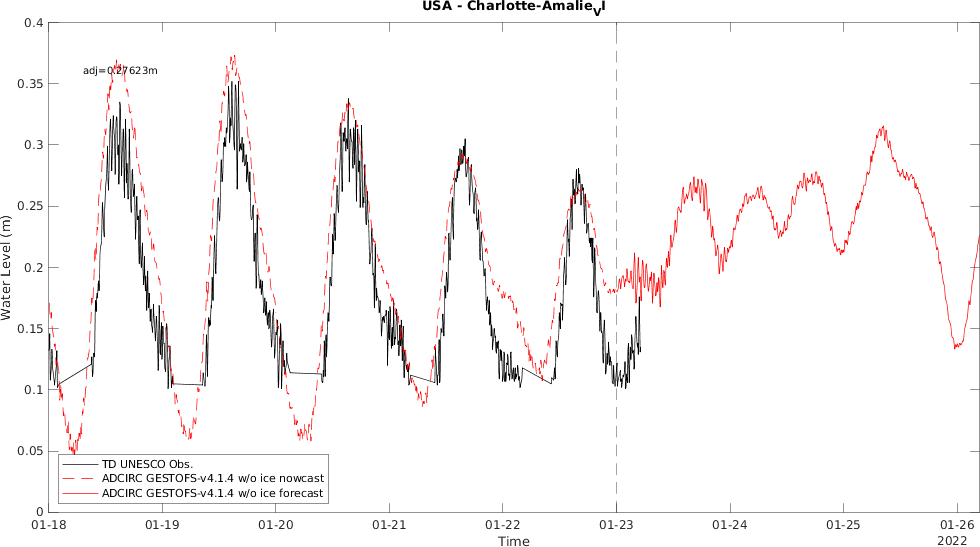 USA - Charlotte-AmalieVI
adj=0.27623m
Water Level (m)
0.4
0.35
0.3
0.25
0.2
0.15
0.1
0.05
0
TD UNESCO Obs.
ADCIRC GESTOFS-v4.1.4 w/o ice nowcast
ADCIRC GESTOFS-v4.1.4 w/o ice forecast
01-18 01-19 01-20 01-21 01-22 01-23 01-24 01-25 01-26
Time
2022